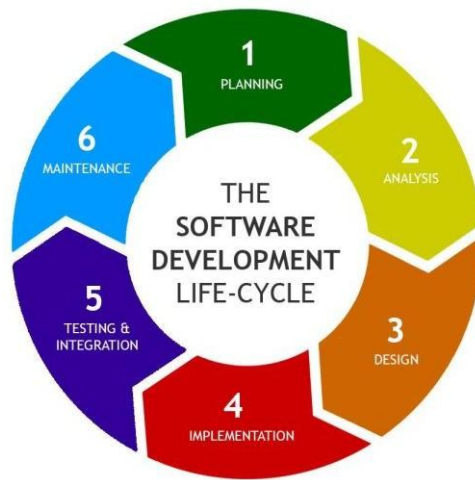 1
PLANNING
2
ANALYSIS
3
DESIGN
4
IMPLEMENTATION
5
TESTING &
INTEGRATION
6
MAINTENANCE
THE
SOFTWARE
DEVELOPMENT
LIFE-CYCLE